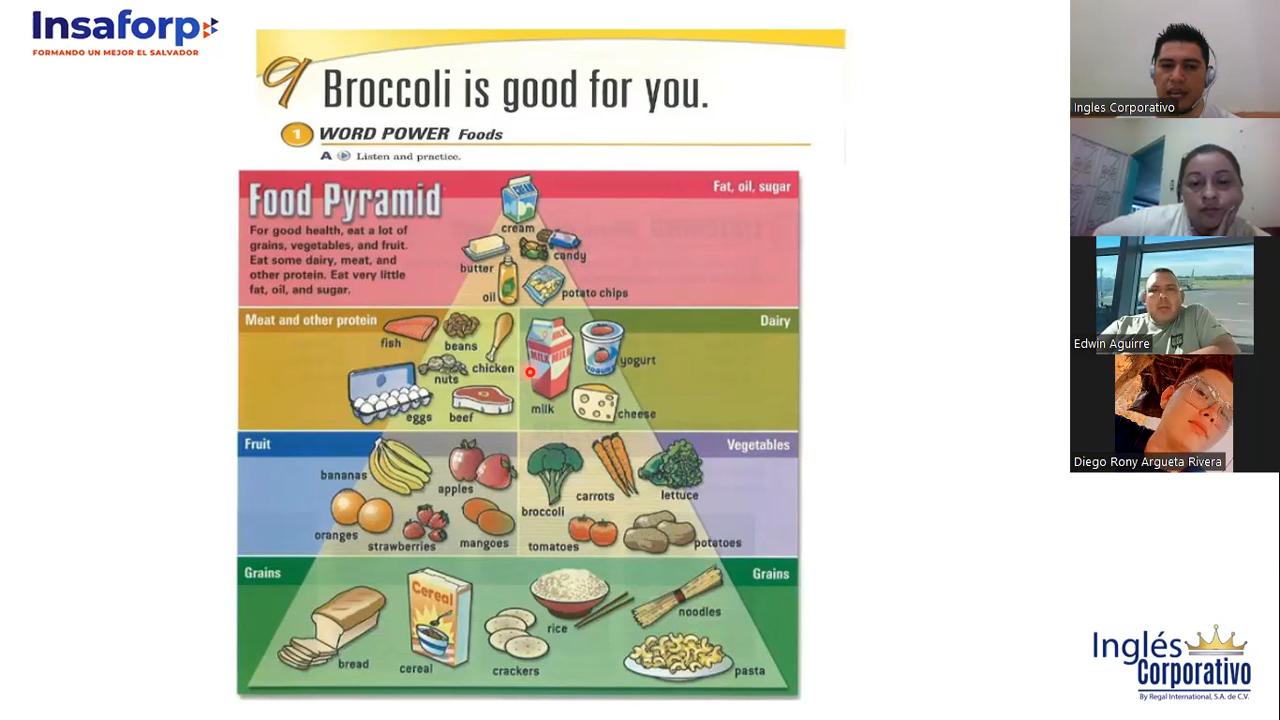 Insaforp
FORMANDO UN MEJOR EL SALVADOR
9 Broccoli is good for you.
1 WORD POWER Foods
A Listen and practice.
Food Pyramid
For good health, eat a lot of
grains, vegetables, and fruit.
Eat some dairy, meat, and
other protein. Eat very little
fat, oil, and sugar.
Fat, oil, sugar
CREAM
cream
butter
candy
oil
potato chips
Meat and other protein
fish
beans
chicken
nuts
eggs
beef
Dairy
MILK MILK
milk
YOGURT
yogurt
cheese
Fruit
bananas
apples
oranges
strawberries
mangoes
Vegetables
broccoli
carrots
lettuce
tomatoes
potatoes
Grains
Grains
bread
Cereal
cereal
crackers
rice
noodles
pasta
Ingles Corporativo
Edwin Aguirre
Diego Rony Argueta Rivera
Inglés
Corporativo
By Regal International, S.A. de C.V.